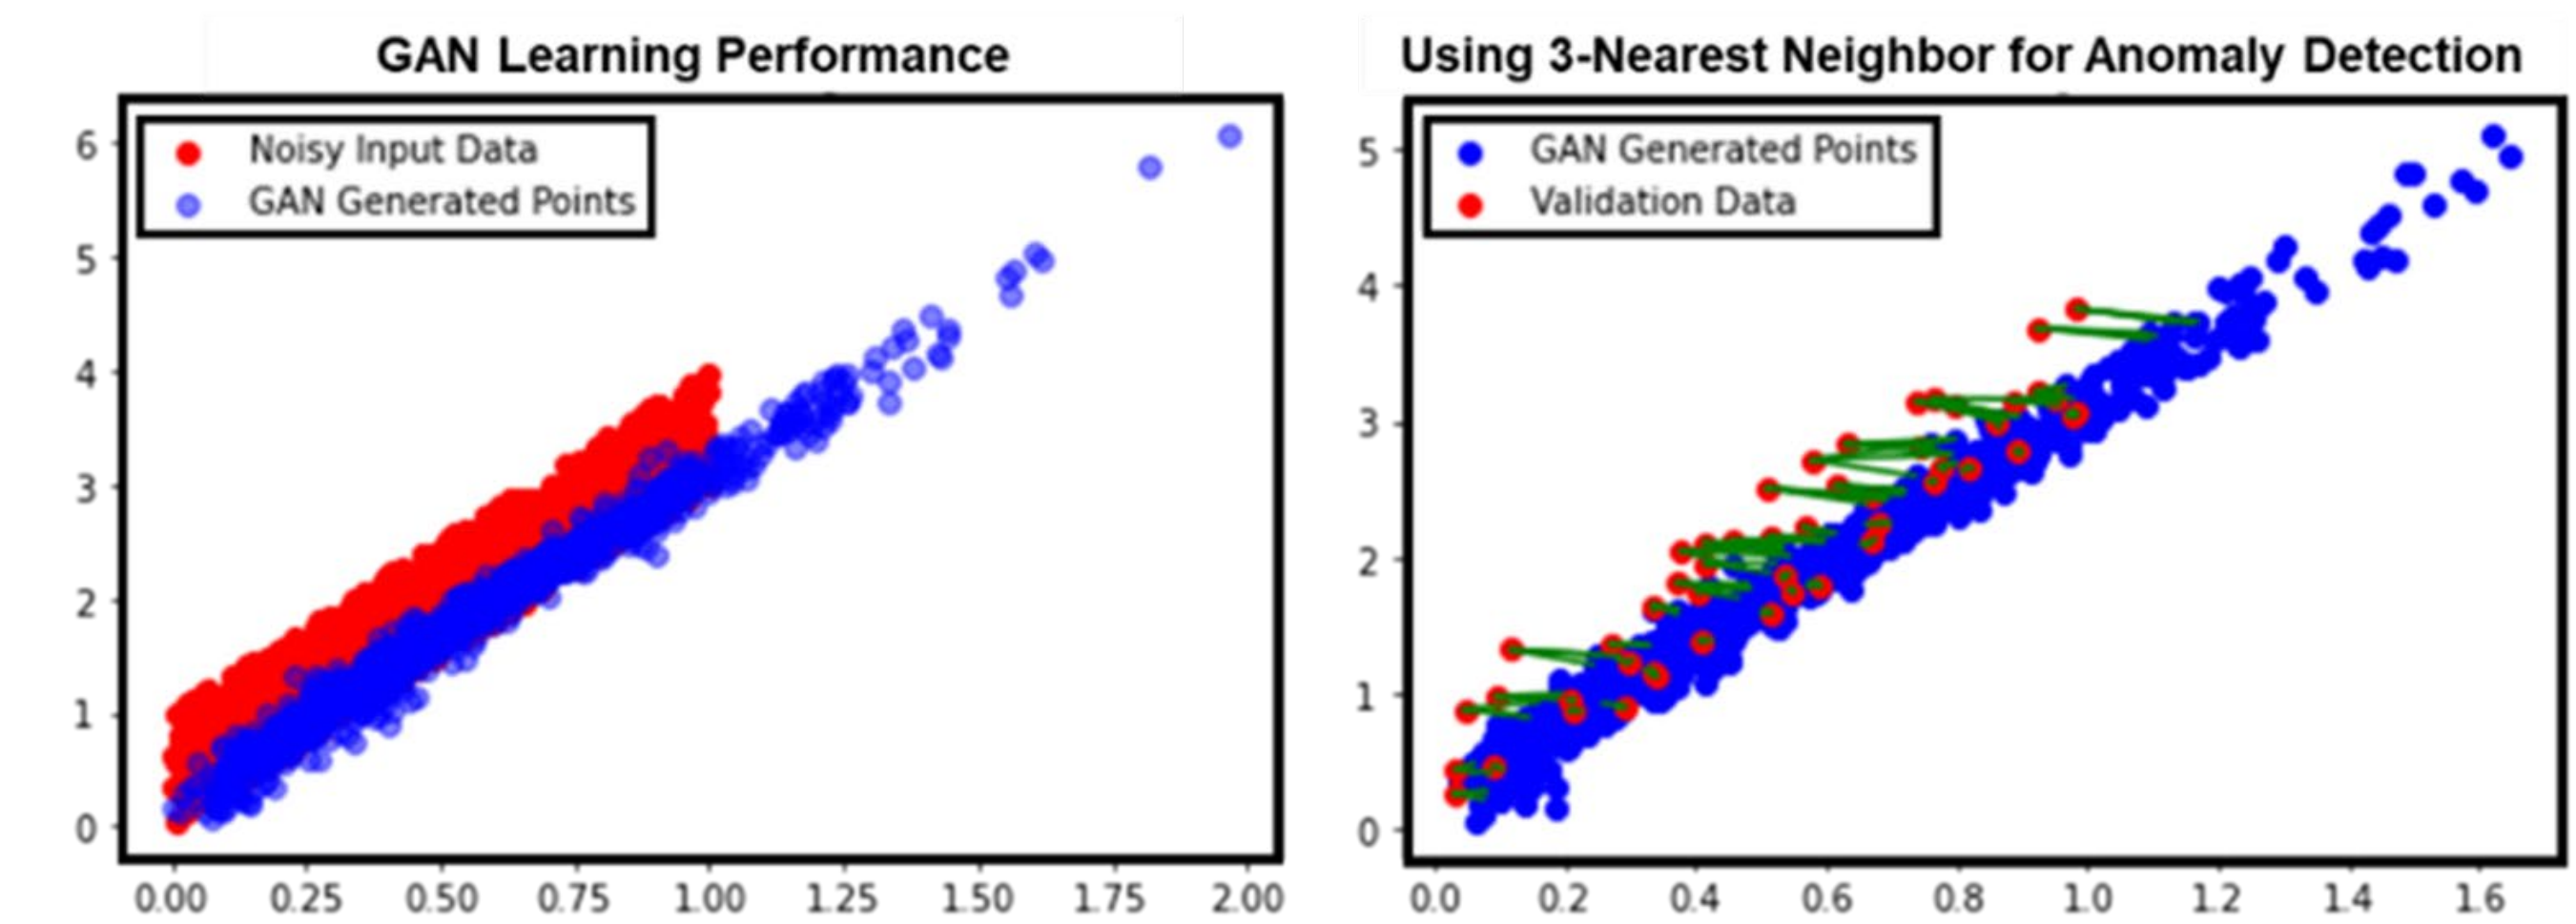 GAN Learning Performance
Noisy Input Data
GAN Generated Points
6
5
4
3
2
1
0
0.00 0.25 0.50 0.75 1.00 1.25 1.50 1.75 2.00
Using 3-Nearest Neighbor for Anomaly Detection
GAN Generated Points
Validation Data
5
4
3
2
1
0
0.0 0.2 0.4 0.6 0.8 1.0 1.2 1.4 1.6